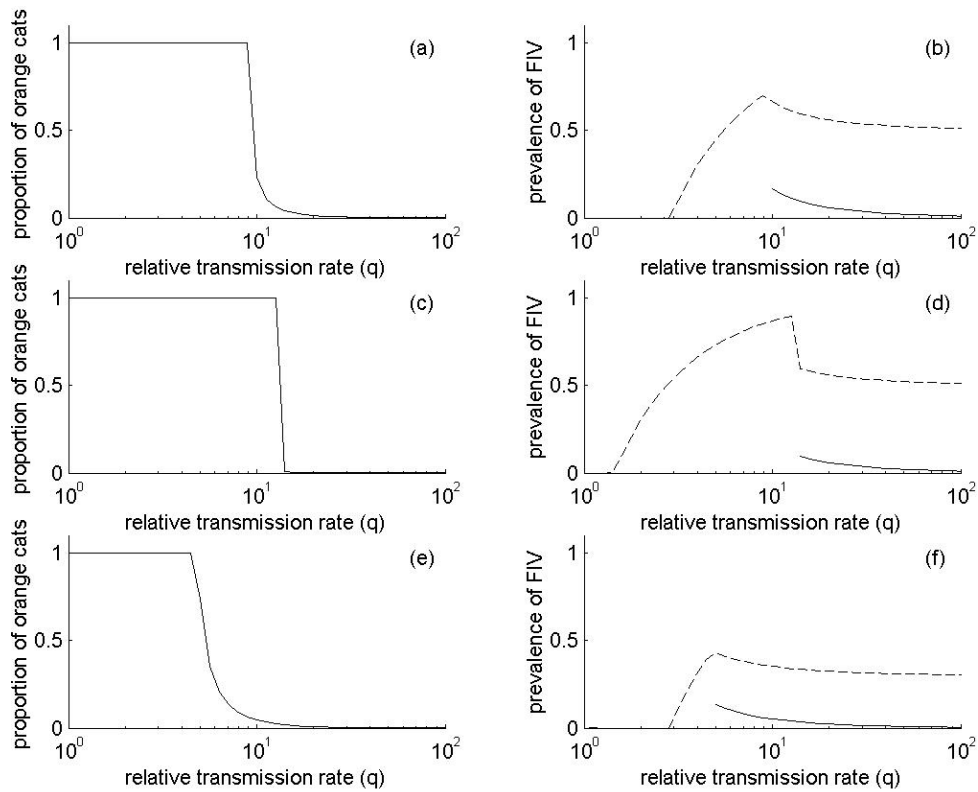 proportion of orange cats
1
0.5
0
10^0
10^1
10^2
relative transmission rate (q)
(a)
prevalence of FIV
1
0.5
0
10^0
10^1
10^2
relative transmission rate (q)
(b)
proportion of orange cats
1
0.5
0
10^0
10^1
10^2
relative transmission rate (q)
(c)
prevalence of FIV
1
0.5
0
10^0
10^1
10^2
relative transmission rate (q)
(d)
proportion of orange cats
1
0.5
0
10^0
10^1
10^2
relative transmission rate (q)
(e)
prevalence of FIV
1
0.5
0
10^0
10^1
10^2
relative transmission rate (q)
(f)